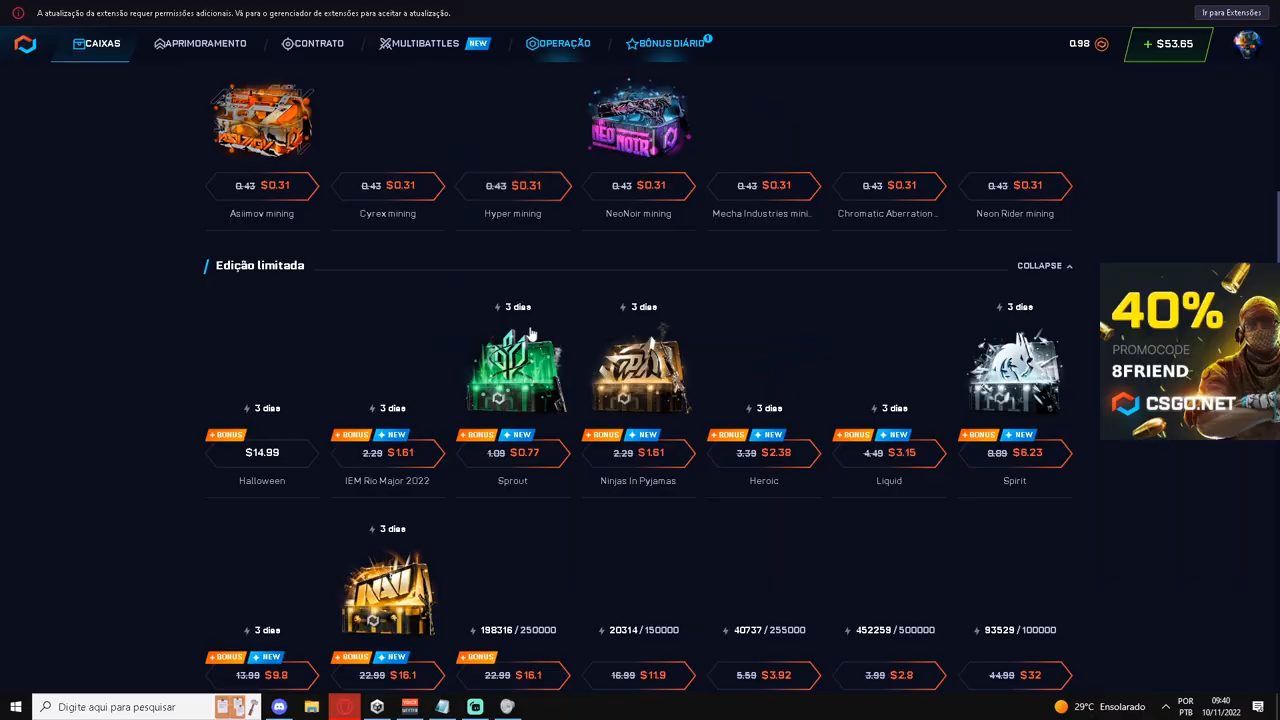 A atualização da extensão requer permissões adicionais. Vá para o gerenciador de extensões para aceitar a atualização.
Ir para Extensões
CAIXAS
APRIMORAMENTO
CONTRATO
MULTIBATTLES NEW
OPERAÇÃO
BÔNUS DIÁRIO 1
0.98
+ $53.65
NEO NOIR
0.43 $0.31
0.43 $0.31
0.43 $0.31
0.43 $0.31
0.43 $0.31
0.43 $0.31
0.43 $0.31
Asiimov mining
Cyrex mining
Hyper mining
NeoNoir mining
Mecha Industries mini..
Chromatic Aberration...
Neon Rider mining
Edição limitada
COLLAPSE
40%
PROMOCODE
8FRIEND
CSGO.NET
3 dias
3 dias
3 dias
3 dias
3 dias
3 dias
3 dias
+ BONUS
+ BONUS NEW
+ BONUS NEW
+ BONUS NEW
+ BONUS NEW
+ BONUS NEW
+ BONUS NEW
$14.99
2.29 $1.61
1.09 $0.77
2.29 $1.61
3.39 $2.38
4.49 $3.15
8.89 $6.23
Halloween
IEM Rio Major 2022
Sprout
Ninjas In Pyjamas
Heroic
Liquid
Spirit
3 dias
NAVI
3 dias
198316 / 250000
20314 / 150000
40737 / 255000
452259 / 500000
93529 / 100000
+ BONUS NEW
+ BONUS NEW
+ BONUS
13.99 $9.8
22.99 $16.1
22.99 $16.1
16.99 $11.9
5.59 $3.92
3.99 $2.8
44.99 $32
Digite aqui para pesquisar
29°C Ensolarado
POR
PTB
09:40
10/11/2022